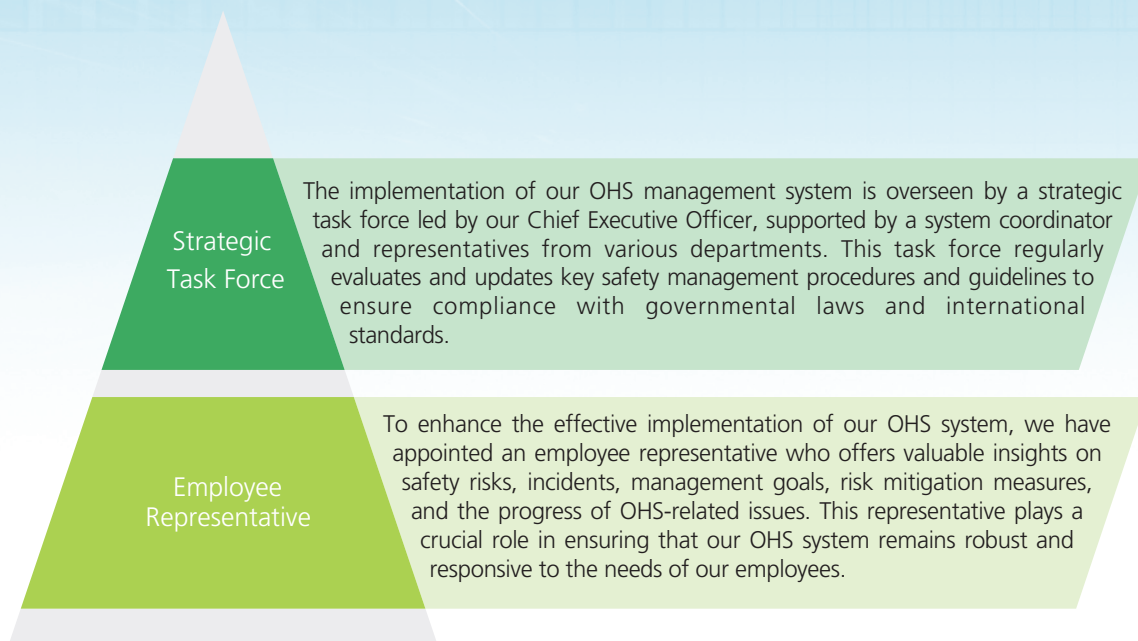 Strategic
Task Force
The implementation of our OHS management system is overseen by a strategic
task force led by our Chief Executive Officer, supported by a system coordinator
and representatives from various departments. This task force regularly
evaluates and updates key safety management procedures and guidelines to
ensure compliance with governmental laws and international
standards.
Employee
Representative
To enhance the effective implementation of our OHS system, we have
appointed an employee representative who offers valuable insights on
safety risks, incidents, management goals, risk mitigation measures,
and the progress of OHS-related issues. This representative plays a
crucial role in ensuring that our OHS system remains robust and
responsive to the needs of our employees.